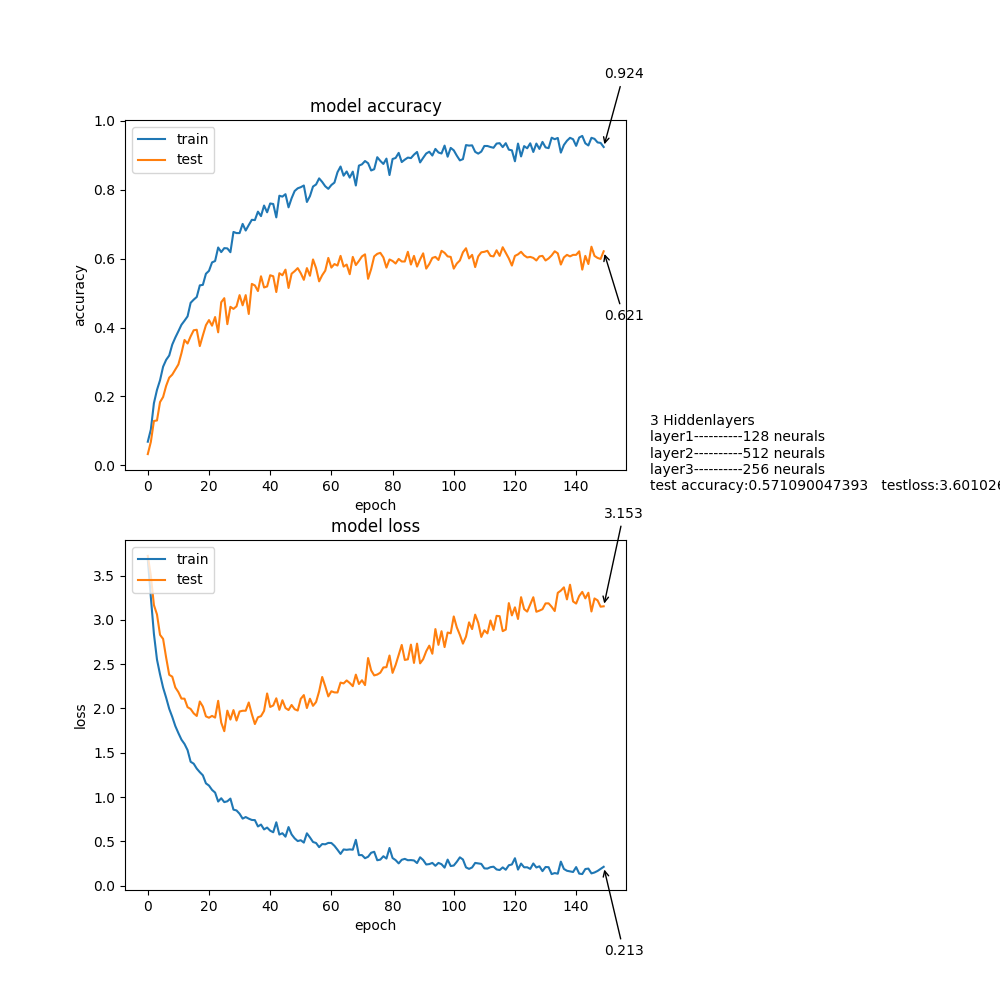 0.924
model accuracy
train
test
1.0
0.8
0.6
0.4
0.2
0.0
accuracy
0.621
0 20 40 60 80 100 120 140
epoch
3 Hiddenlayers
layer1----------128 neurals
layer2----------512 neurals
layer3----------256 neurals
test accuracy:0.571090047393 testloss:3.601026
3.153
model loss
train
test
3.5
3.0
2.5
2.0
1.5
1.0
0.5
0.0
loss
0 20 40 60 80 100 120 140
epoch
0.213